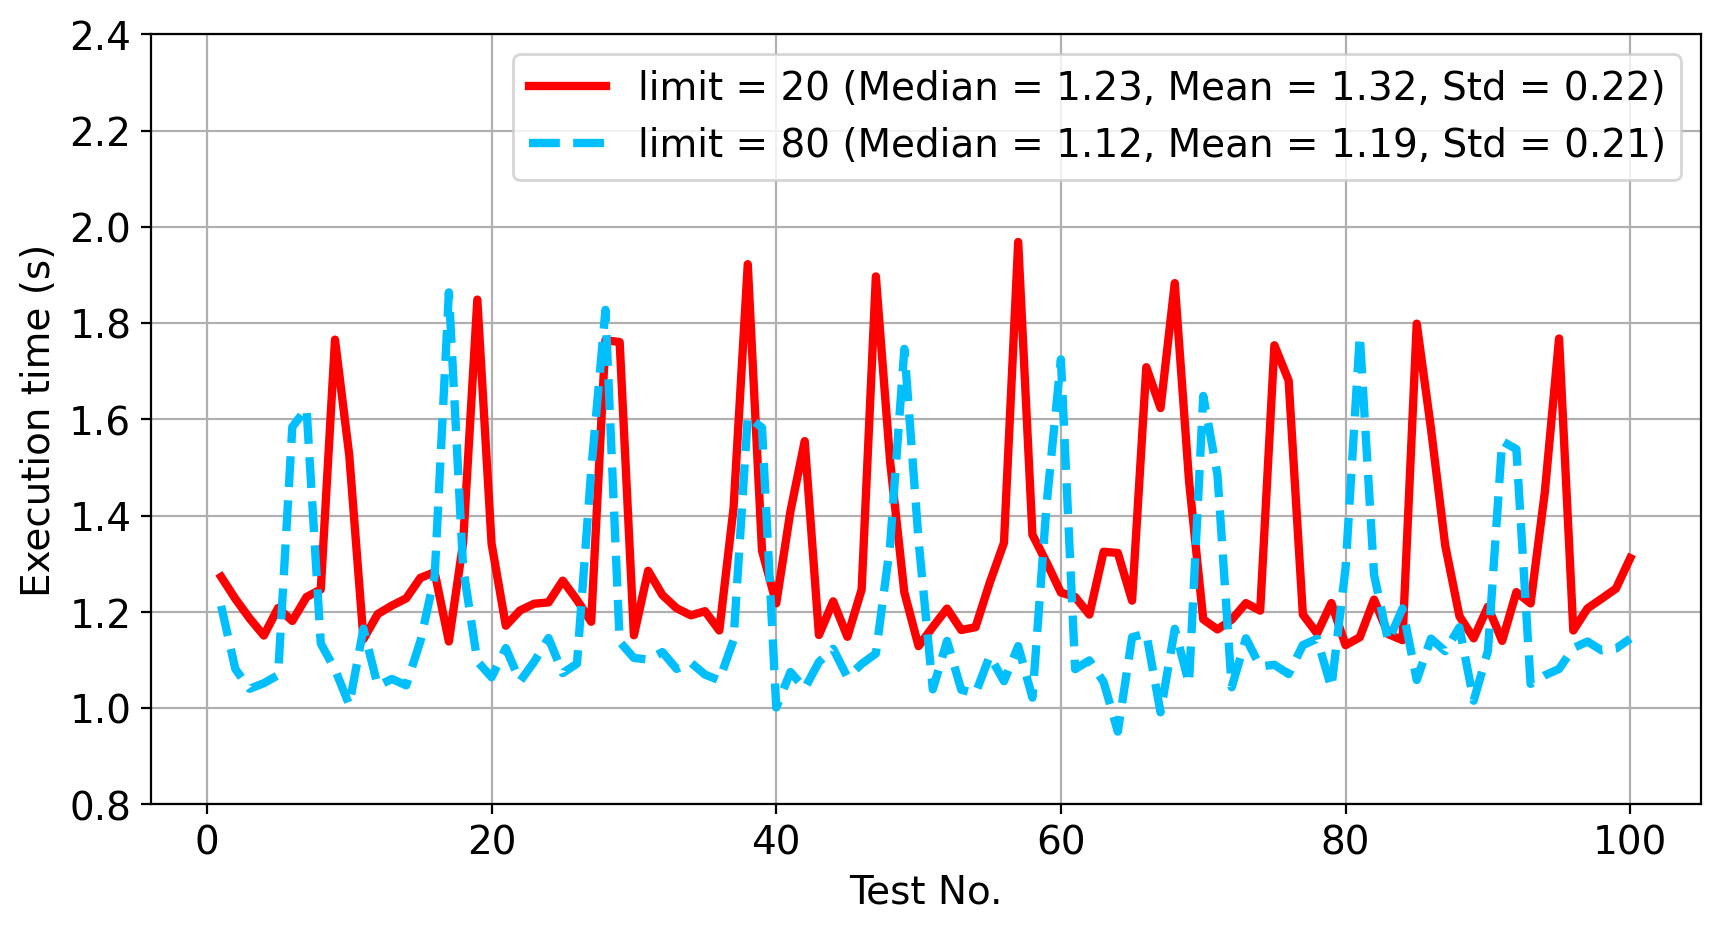 2.4
2.2
2.0
1.8
1.6
1.4
1.2
1.0
0.8
Execution time (s)
limit = 20 (Median = 1.23, Mean = 1.32, Std = 0.22)
limit = 80 (Median = 1.12, Mean = 1.19, Std = 0.21)
0 20 40 60 80 100
Test No.